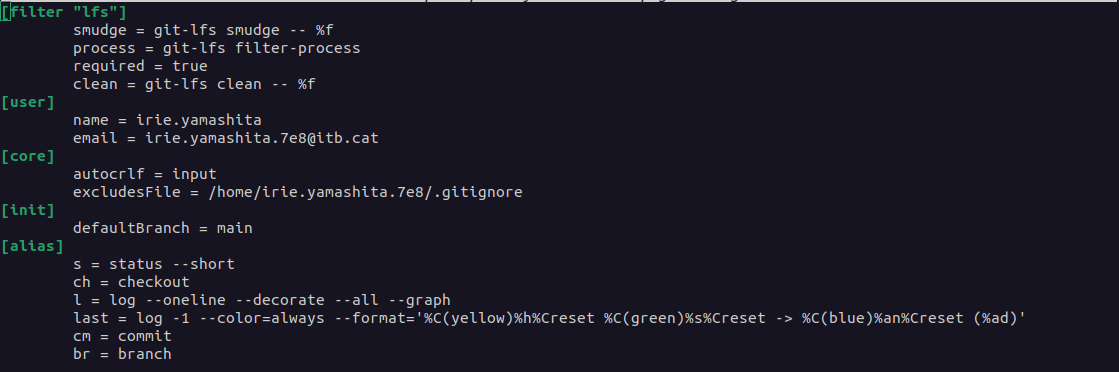 [filter "lfs"]
smudge = git-lfs smudge -- %f
process = git-lfs filter-process
required = true
clean = git-lfs clean -- %f
[user]
name = irie.yamashita
email = irie.yamashita.7e8@itb.cat
[core]
autocrlf = input
excludesFile = /home/irie.yamashita.7e8/.gitignore
[init]
defaultBranch = main
[alias]
s = status --short
ch = checkout
l = log --oneline --decorate --all --graph
last = log -1 --color=always --format='%C(yellow)%h%Creset %C(green)%s%Creset -> %C(blue)%an%Creset (%ad)'
cm = commit
br = branch